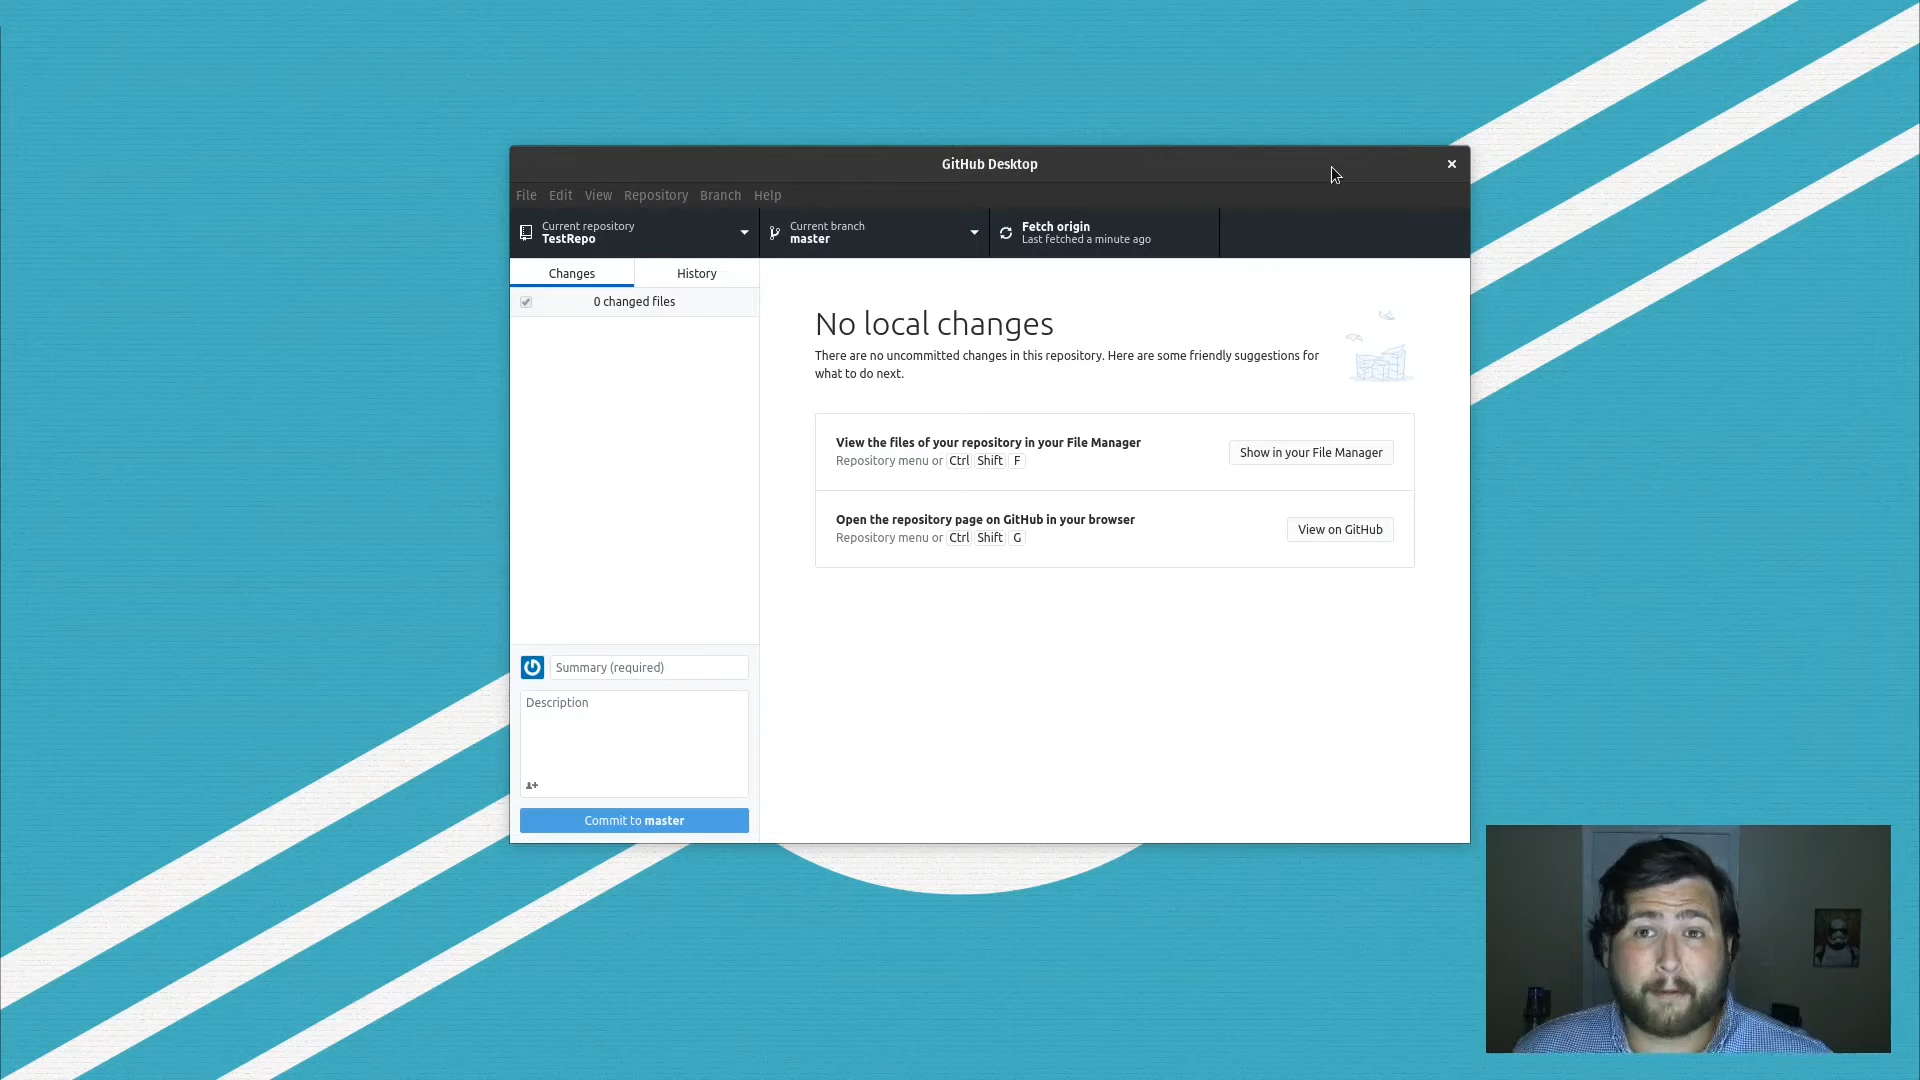 GitHub Desktop
File Edit View Repository Branch Help
Current repository
TestRepo
Current branch
master
Fetch origin
Last fetched a minute ago
Changes
History
0 changed files
No local changes
There are no uncommitted changes in this repository. Here are some friendly suggestions for
what to do next.
View the files of your repository in your File Manager
Repository menu or Ctrl Shift F
Show in your File Manager
Open the repository page on GitHub in your browser
Repository menu or Ctrl Shift G
View on GitHub
Summary (required)
Description
Commit to master